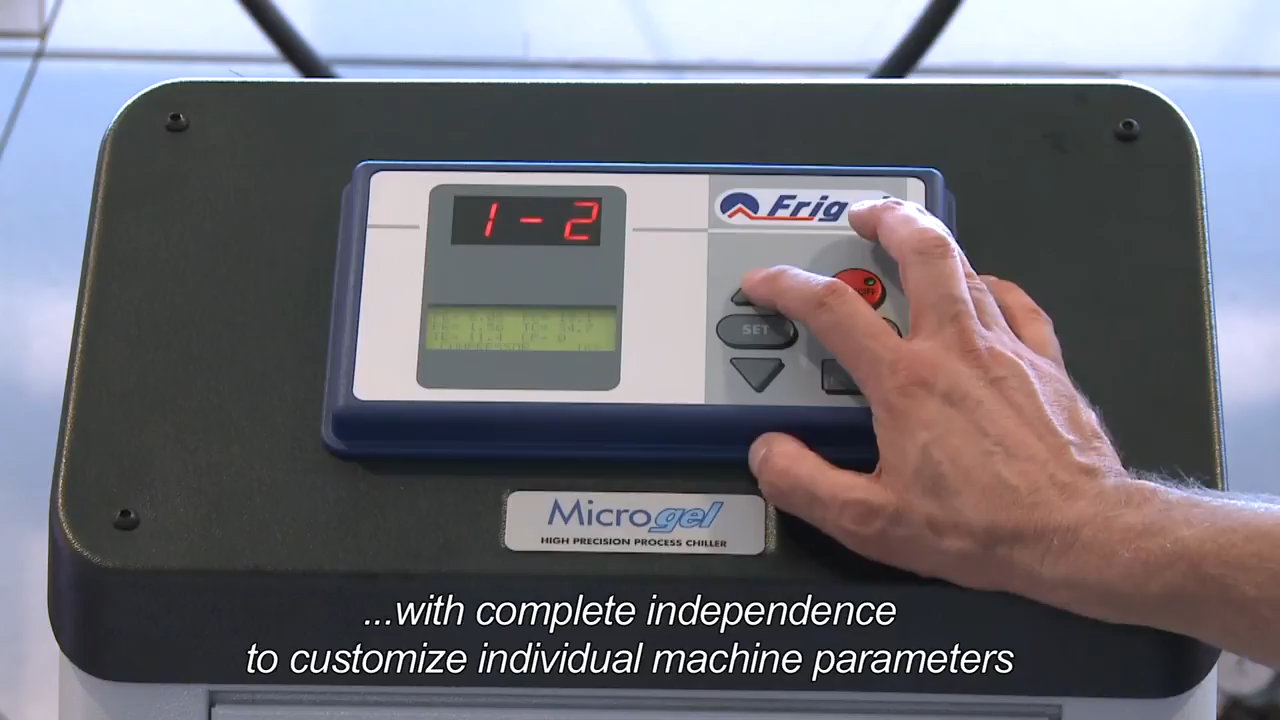 1-2
Frig
SET
Microgel
HIGH PRECISION PROCESS CHILLER
...with complete independence
to customize individual machine parameters